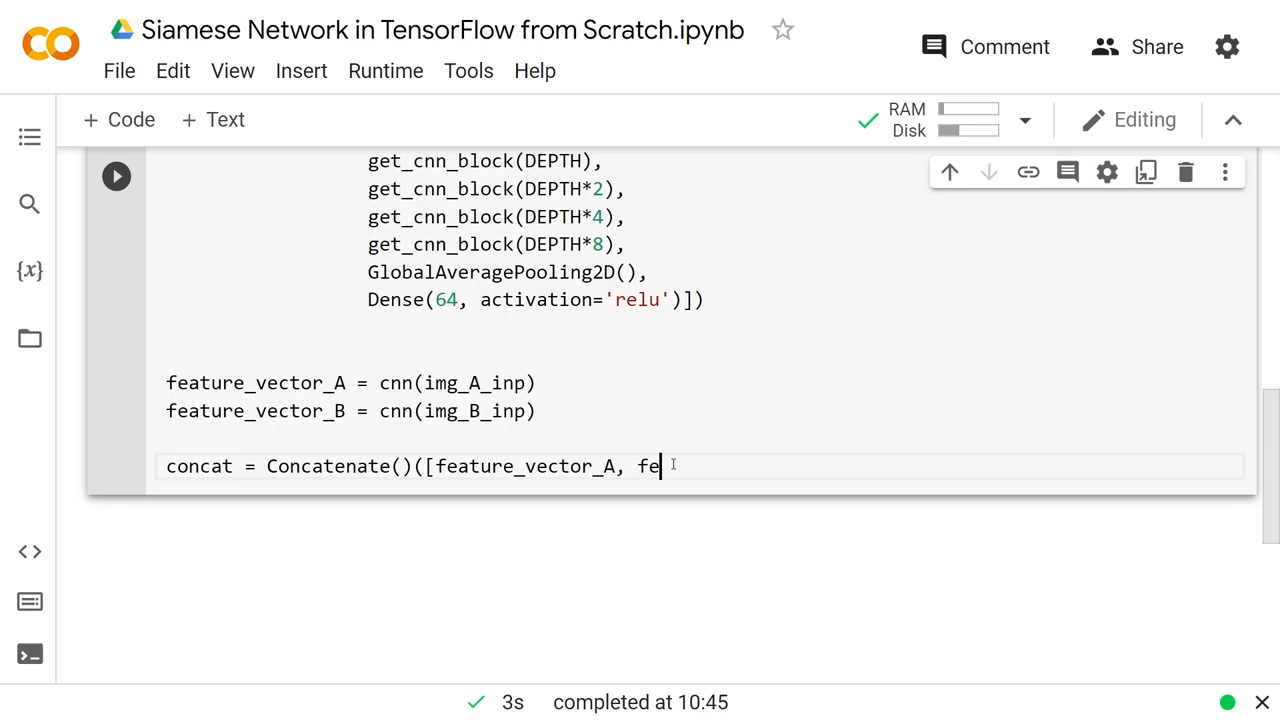 Siamese Network in TensorFlow from Scratch.ipynb
Comment Share
File Edit View Insert Runtime Tools Help
+ Code + Text
RAM
Disk
Editing
get_cnn_block(DEPTH),
get_cnn_block(DEPTH*2),
get_cnn_block(DEPTH*4),
get_cnn_block(DEPTH*8),
GlobalAveragePooling2D(),
Dense(64, activation='relu')])
feature_vector_A = cnn(img_A_inp)
feature_vector_B = cnn(img_B_inp)
concat = Concatenate()([feature_vector_A, fe
3s completed at 10:45